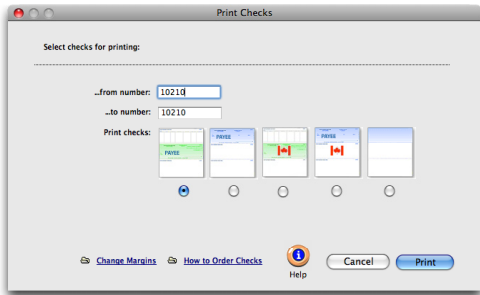 Print Checks
Select checks for printing:
...from number: 10210
...to number: 10210
Print checks:
PAYEE PAYEE PAYEE PAYEE
Change Margins How to Order Checks Help Cancel Print